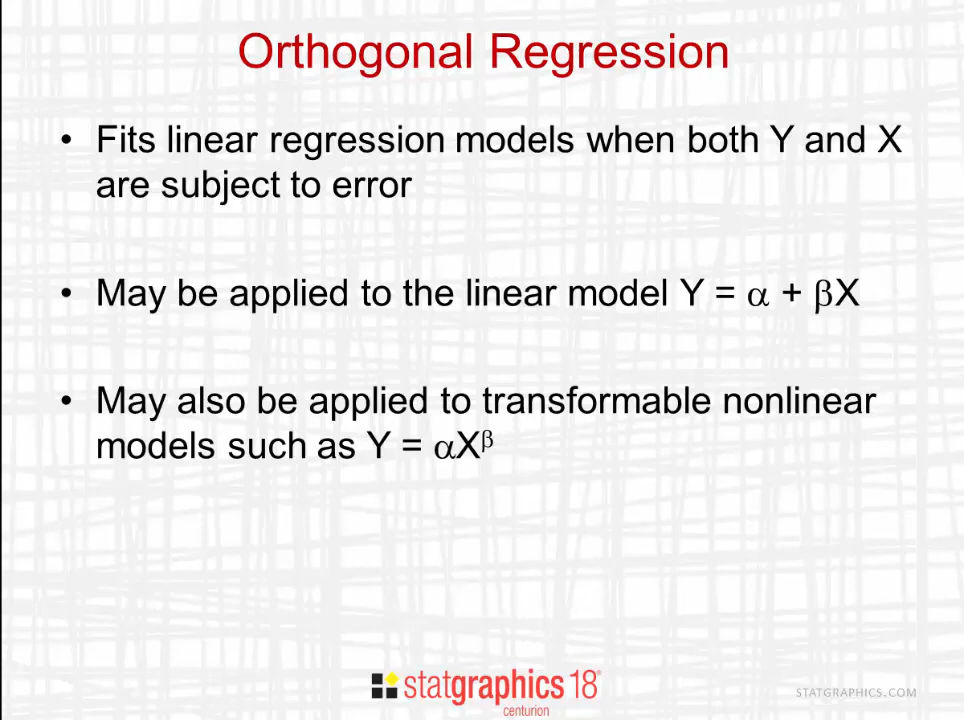 Orthogonal Regression
• Fits linear regression models when both Y and X
are subject to error
• May be applied to the linear model Y = α + βX
• May also be applied to transformable nonlinear
models such as Y = αX^β
statgraphics 18®
centurion
STATGRAPHICS.COM